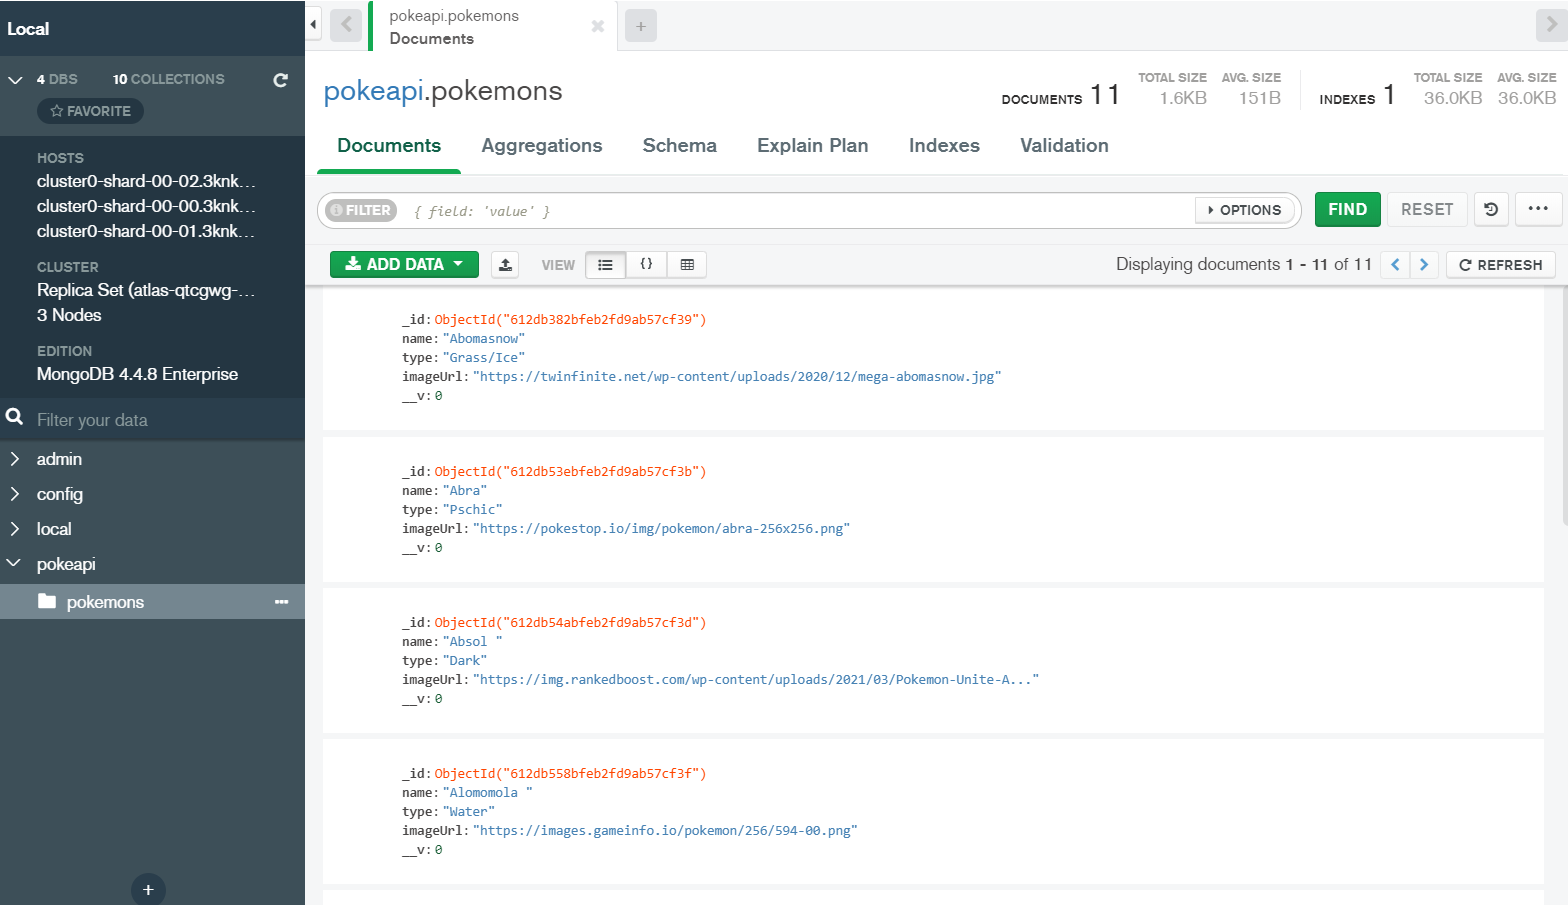 Local
4 DBS 10 COLLECTIONS
FAVORITE
HOSTS
cluster0-shard-00-02.3knk...
cluster0-shard-00-00.3knk...
cluster0-shard-00-01.3knk...
CLUSTER
Replica Set (atlas-qtcgwg-...
3 Nodes
EDITION
MongoDB 4.4.8 Enterprise
Filter your data
admin
config
local
pokeapi
pokemons
pokeapi.pokemons
Documents
pokeapi.pokemons
DOCUMENTS 11
TOTAL SIZE AVG. SIZE
1.6KB 151B
INDEXES 1
TOTAL SIZE AVG. SIZE
36.0KB 36.0KB
Documents Aggregations Schema Explain Plan Indexes Validation
FILTER { field: 'value' } OPTIONS FIND RESET
ADD DATA VIEW {} Displaying documents 1 - 11 of 11 REFRESH
_id: ObjectId("612db382bfeb2fd9ab57cf39")
name: "Abomasnow"
type: "Grass/Ice"
imageUrl: "https://twinfinite.net/wp-content/uploads/2020/12/mega-abomasnow.jpg"
__v: 0
_id: ObjectId("612db53ebfeb2fd9ab57cf3b")
name: "Abra"
type: "Pschic"
imageUrl: "https://pokestop.io/img/pokemon/abra-256x256.png"
__v: 0
_id: ObjectId("612db54abfeb2fd9ab57cf3d")
name: "Absol "
type: "Dark"
imageUrl: "https://img.rankedboost.com/wp-content/uploads/2021/03/Pokemon-Unite-A..."
__v: 0
_id: ObjectId("612db558bfeb2fd9ab57cf3f")
name: "Alomomola "
type: "Water"
imageUrl: "https://images.gameinfo.io/pokemon/256/594-00.png"
__v: 0